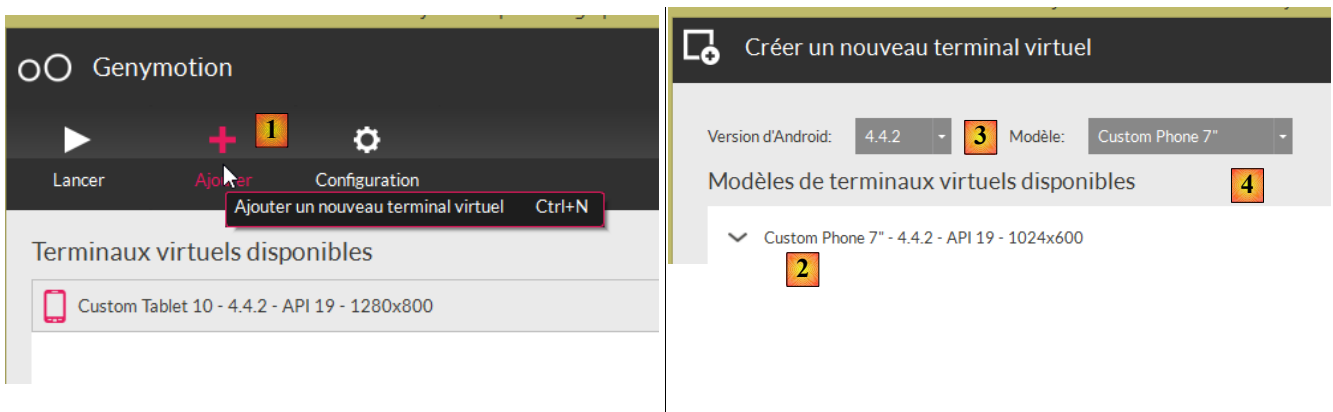 Genymotion
1
Lancer
Ajouter
Configuration
Ajouter un nouveau terminal virtuel Ctrl+N
Terminaux virtuels disponibles
Custom Tablet 10 - 4.4.2 - API 19 - 1280x800
Créer un nouveau terminal virtuel
Version d'Android: 4.4.2 3 Modèle: Custom Phone 7"
Modèles de terminaux virtuels disponibles 4
Custom Phone 7" - 4.4.2 - API 19 - 1024x600
2